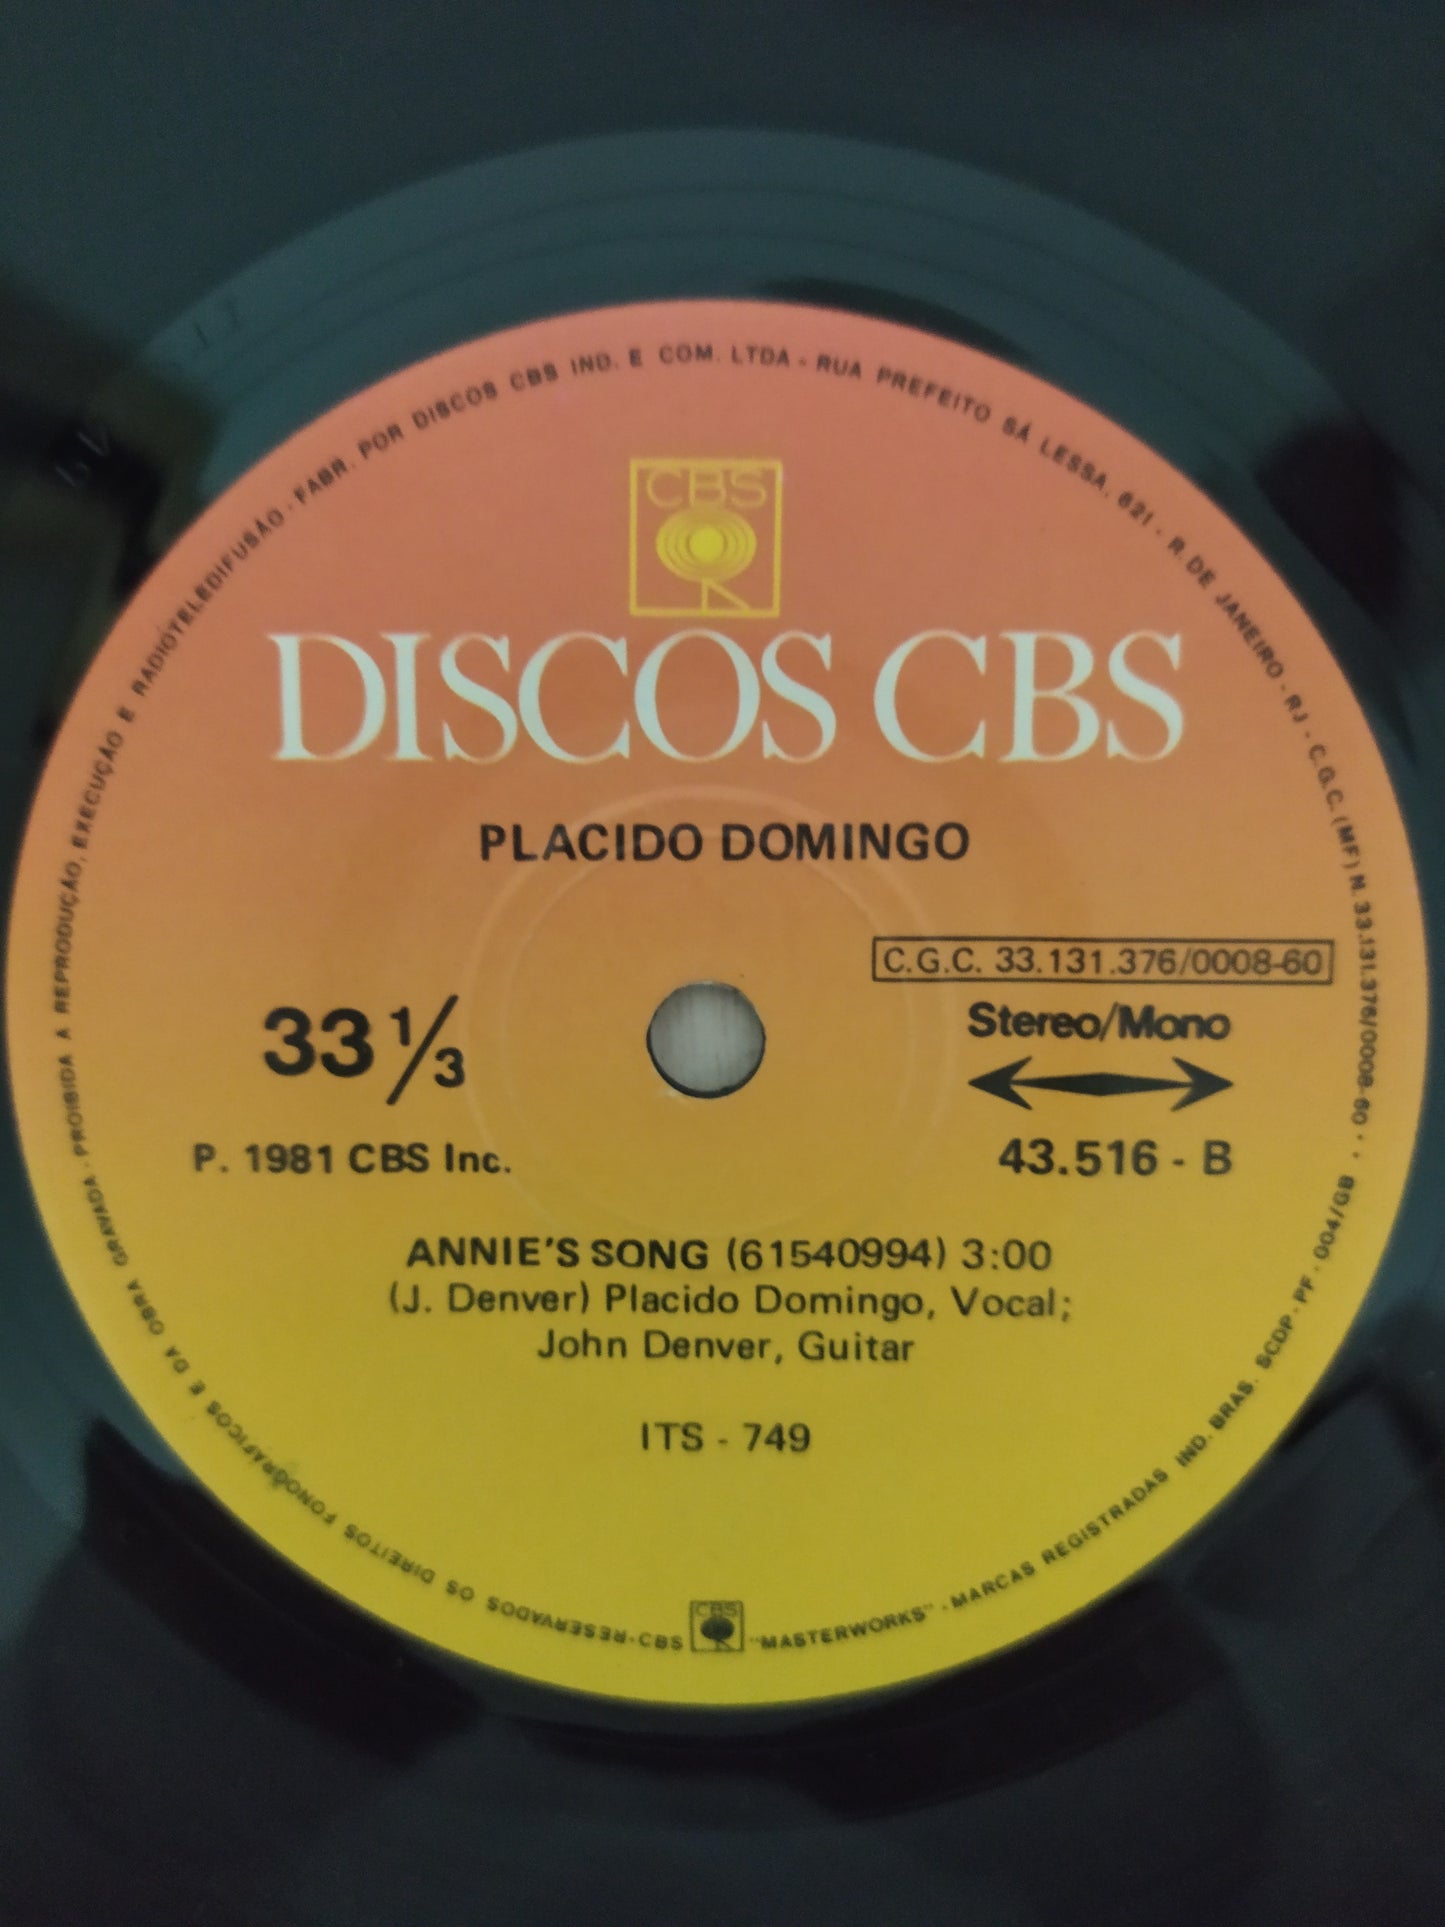 CBS
DISCOS CBS
PLACIDO DOMINGO
C.G.C. 33.131.376/0008-60
33 1/3
Stereo/Mono
P. 1981 CBS Inc.
43.516 - B
ANNIE'S SONG (61540994) 3:00
(J. Denver) Placido Domingo, Vocal;
John Denver, Guitar
ITS - 749
FABR. POR DISCOS CBS IND. E COM. LTDA - RUA PREFEITO SÁ LESSA, 621 - R. DE JANEIRO - RJ - C.G.C. (MF) N. 33.131.376/0008-60 . .
CBS CBS "MASTERWORKS" - MARCAS REGISTRADAS IND. BRAS. SCDP - PF - 004/GB
RESERVADOS OS DIREITOS FONOGRÁFICOS E DA OBRA GRAVADA - PROIBIDA A REPRODUÇÃO, EXECUÇÃO E RADIOTELEDIFUSÃO -